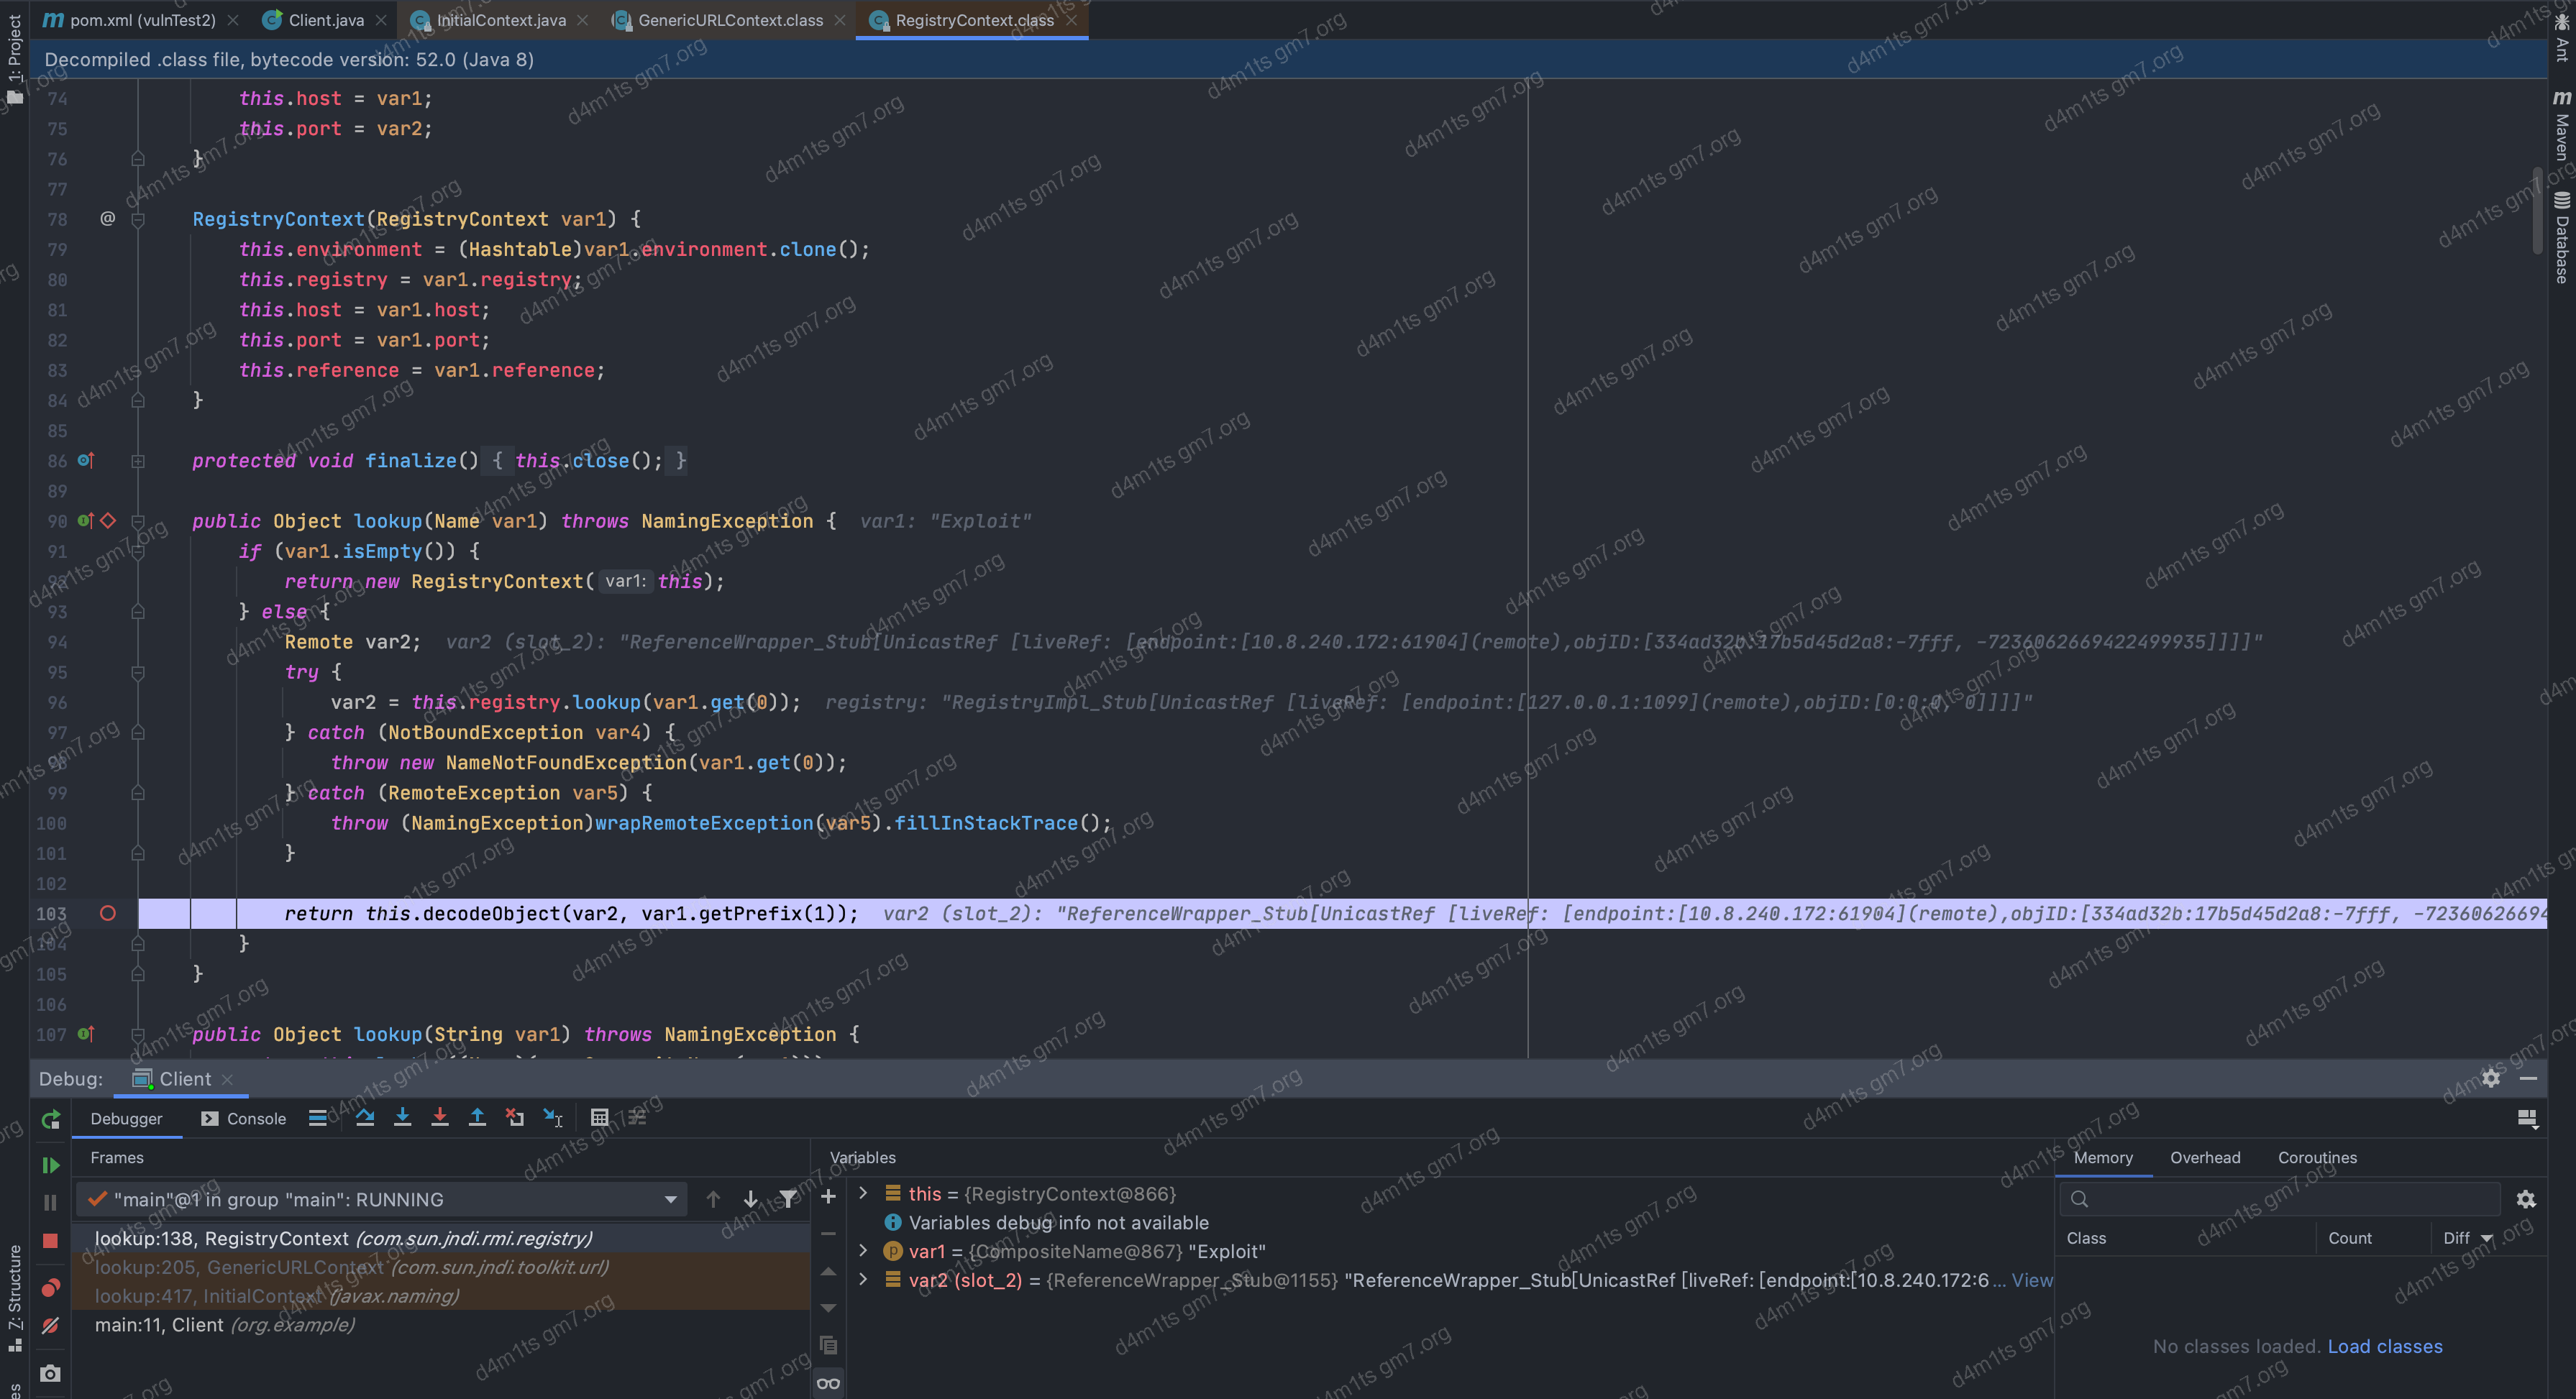 pom.xml (vulnTest2)
Client.java
InitialContext.java
GenericURLContext.class
RegistryContext.class
Decompiled .class file, bytecode version: 52.0 (Java 8)
74 this.host = var1;
75 this.port = var2;
76 }
77
78 @ RegistryContext(RegistryContext var1) {
79 this.environment = (Hashtable)var1.environment.clone();
80 this.registry = var1.registry;
81 this.host = var1.host;
82 this.port = var1.port;
83 this.reference = var1.reference;
84 }
85
86 protected void finalize() { this.close(); }
89
90 public Object lookup(Name var1) throws NamingException { var1: "Exploit"
91 if (var1.isEmpty()) {
return new RegistryContext( var1: this);
93 } else {
94 Remote var2; var2 (slot_2): "ReferenceWrapper_Stub[UnicastRef [liveRef: [endpoint:[10.8.240.172:61904](remote),objID:[334ad32b:17b5d45d2a8:-7fff, -7236062669422499935]]]]"
95 try {
96 var2 = this.registry.lookup(var1.get(0)); registry: "RegistryImpl_Stub[UnicastRef [liveRef: [endpoint:[127.0.0.1:1099](remote),objID:[0:0:0, 0]]]]"
97 } catch (NotBoundException var4) {
98 throw new NameNotFoundException(var1.get(0));
99 } catch (RemoteException var5) {
100 throw (NamingException)wrapRemoteException(var5).fillInStackTrace();
101 }
102
103 return this.decodeObject(var2, var1.getPrefix(1)); var2 (slot_2): "ReferenceWrapper_Stub[UnicastRef [liveRef: [endpoint:[10.8.240.172:61904](remote),objID:[334ad32b:17b5d45d2a8:-7fff, -72360626694
104 }
105 }
106
107 public Object lookup(String var1) throws NamingException {
Debug: Client
Debugger Console
Frames
"main"@1 in group "main": RUNNING
lookup:138, RegistryContext (com.sun.jndi.rmi.registry)
lookup:205, GenericURLContext (com.sun.jndi.toolkit.url)
lookup:417, InitialContext (javax.naming)
main:11, Client (org.example)
Variables
this = {RegistryContext@866}
Variables debug info not available
var1 = {CompositeName@867} "Exploit"
var2 (slot_2) = {ReferenceWrapper_Stub@1155} "ReferenceWrapper_Stub[UnicastRef [liveRef: [endpoint:[10.8.240.172:6... View
Memory Overhead Coroutines
Class Count Diff
No classes loaded. Load classes
1: Project
7: Structure
Ant
Maven
Database
d4m1ts gm7.org